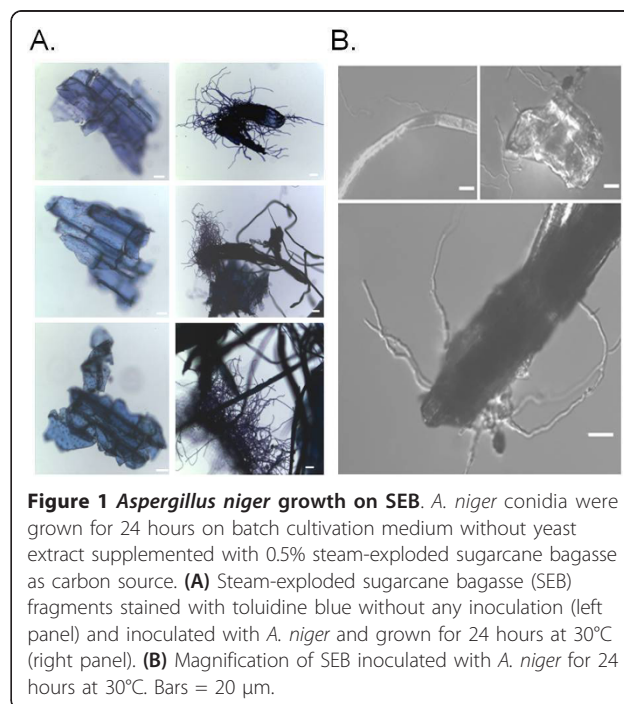 A.
B.
Figure 1 Aspergillus niger growth on SEB. A. niger conidia were
grown for 24 hours on batch cultivation medium without yeast
extract supplemented with 0.5% steam-exploded sugarcane bagasse
as carbon source. (A) Steam-exploded sugarcane bagasse (SEB)
fragments stained with toluidine blue without any inoculation (left
panel) and inoculated with A. niger and grown for 24 hours at 30°C
(right panel). (B) Magnification of SEB inoculated with A. niger for 24
hours at 30°C. Bars = 20 μm.